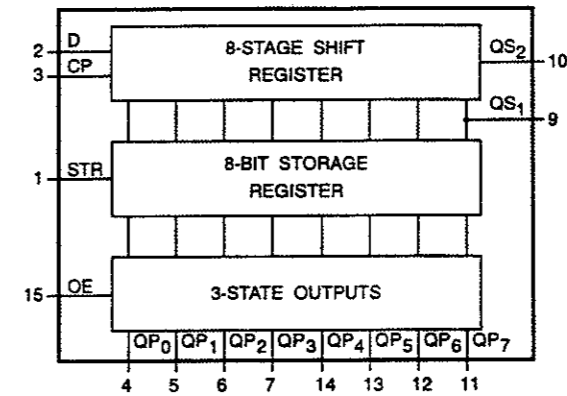 2 D
3 CP
8-STAGE SHIFT
REGISTER
QS2 10
QS1
9
1 STR
8-BIT STORAGE
REGISTER
15 OE
3-STATE OUTPUTS
QP0 QP1 QP2 QP3 QP4 QP5 QP6 QP7
4 5 6 7 14 13 12 11